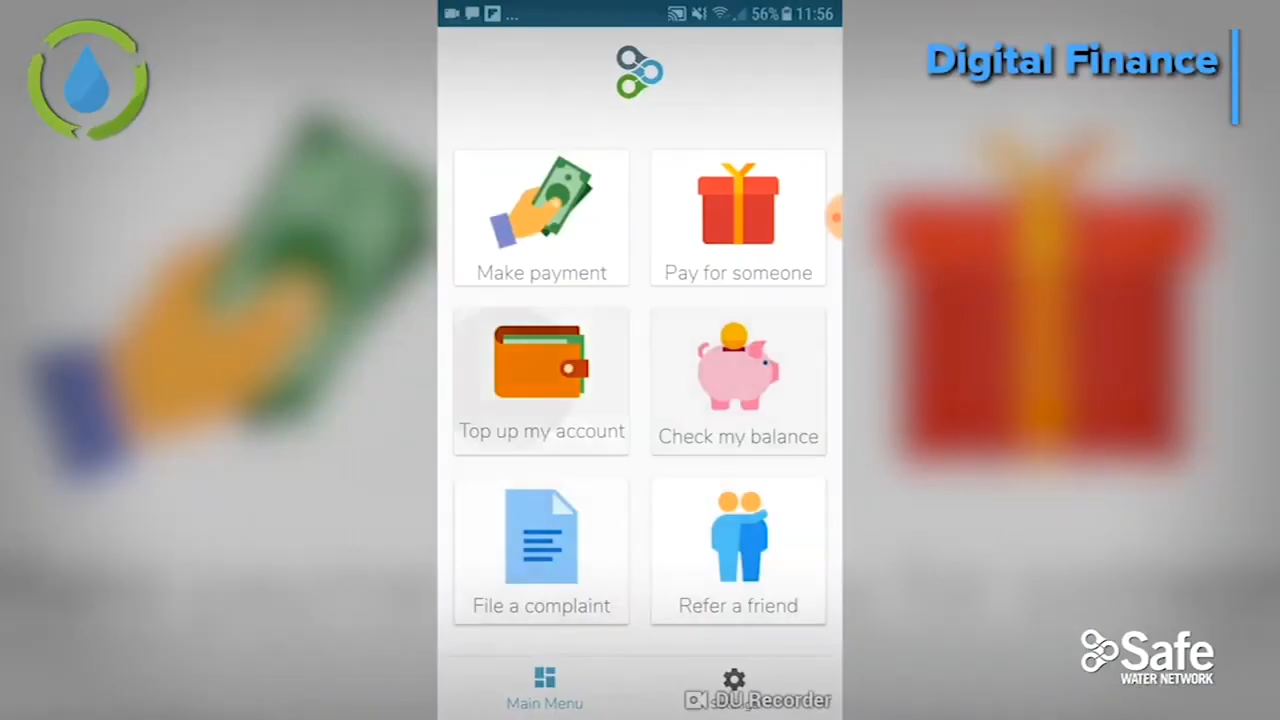 ... 56% 11:56
Digital Finance
Make payment
Pay for someone
Top up my account
Check my balance
File a complaint
Refer a friend
Main Menu
DU Recorder
Safe
WATER NETWORK